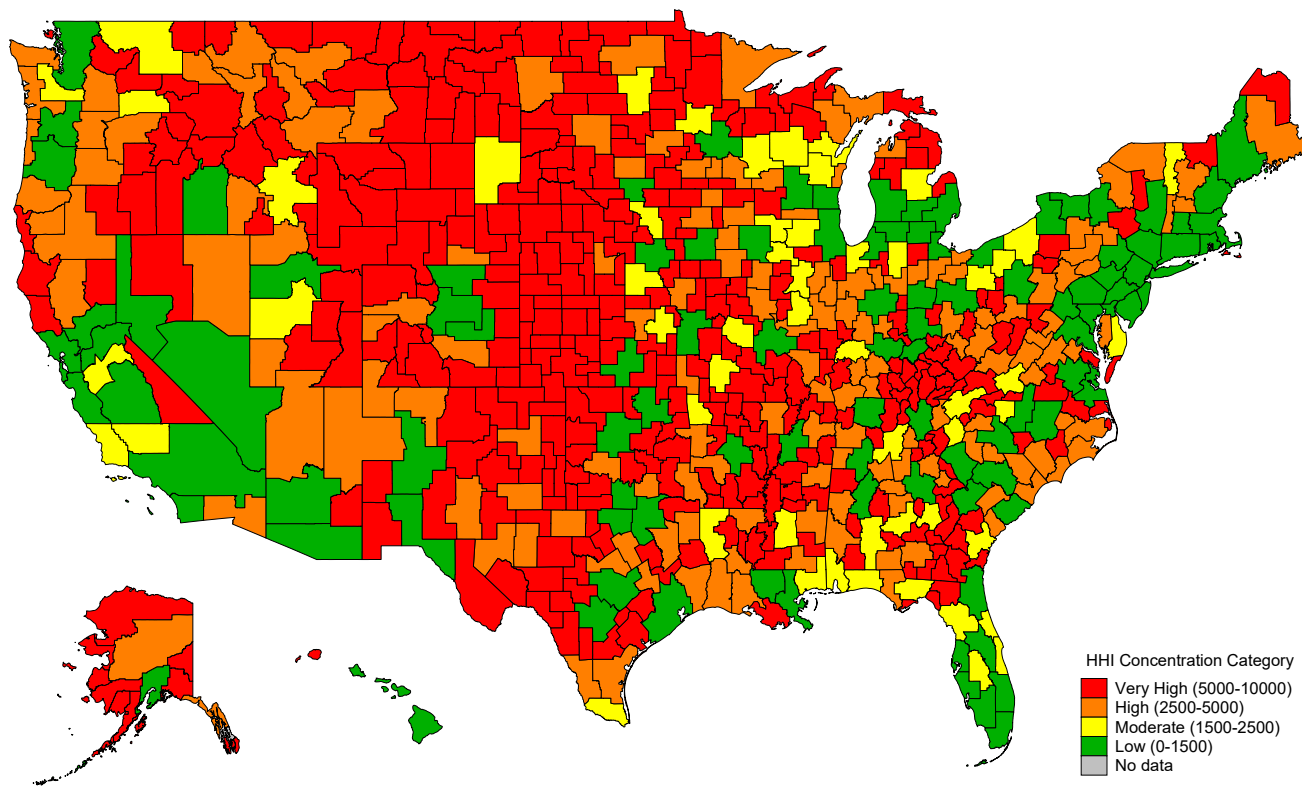 HHI Concentration Category
Very High (5000-10000)
High (2500-5000)
Moderate (1500-2500)
Low (0-1500)
No data